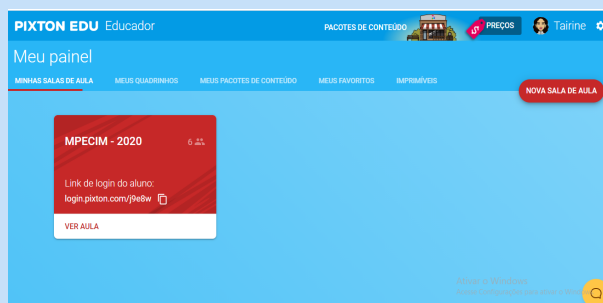 PIXTON EDU Educador
PACOTES DE CONTEÚDO
PREÇOS
Tairine
Meu painel
MINHAS SALAS DE AULA MEUS QUADRINHOS MEUS PACOTES DE CONTEÚDO MEUS FAVORITOS IMPRIMÍVEIS
NOVA SALA DE AULA
MPECIM - 2020 6
Link de login do aluno:
login.pixton.com/j9e8w
VER AULA